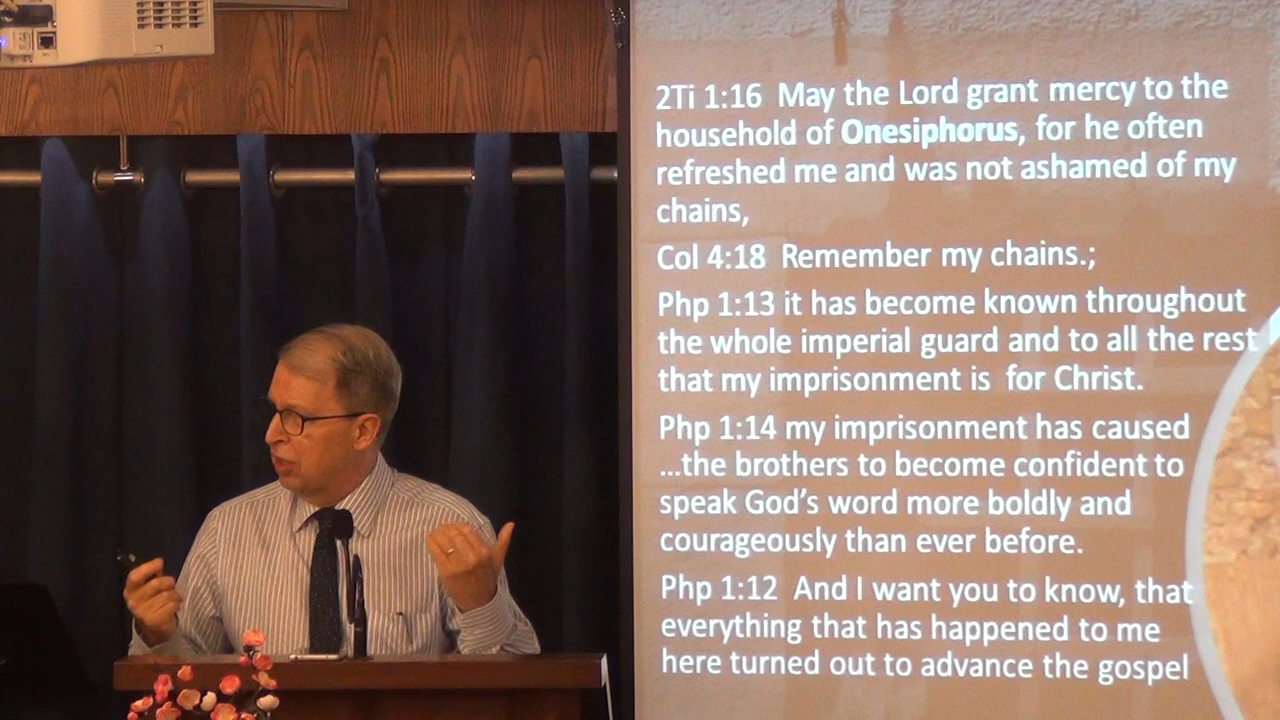 2Ti 1:16  May the Lord grant mercy to the
household of Onesiphorus, for he often
refreshed me and was not ashamed of my
chains,
Col 4:18  Remember my chains.;
Php 1:13 it has become known throughout
the whole imperial guard and to all the rest
that my imprisonment is  for Christ.
Php 1:14 my imprisonment has caused
…the brothers to become confident to
speak God’s word more boldly and
courageously than ever before.
Php 1:12  And I want you to know, that
everything that has happened to me
here turned out to advance the gospel